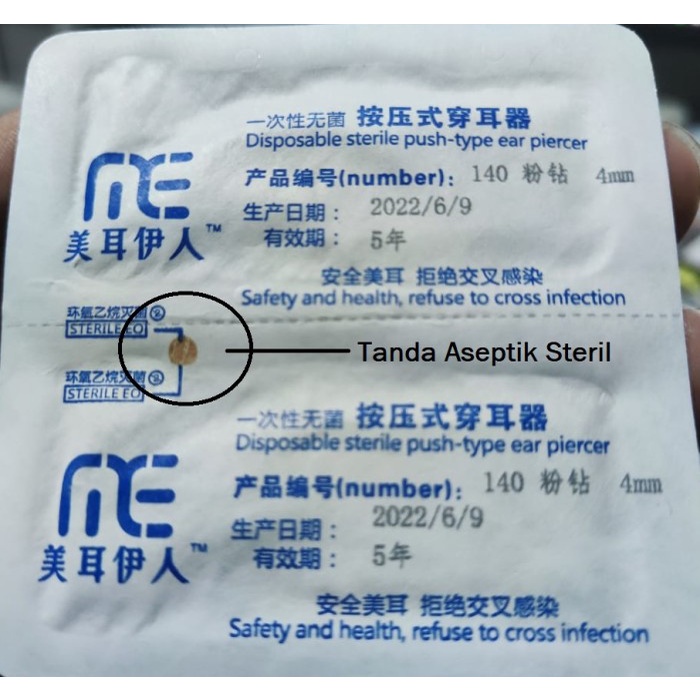 一次性无菌 按压式穿耳器
Disposable sterile push-type ear piercer
产品编号(number): 140 粉钻 4mm
生产日期: 2022/6/9
有效期: 5年
美耳伊人™
安全美耳 拒绝交叉感染
Safety and health, refuse to cross infection
环氧乙烷灭菌
STERILE EO
Tanda Aseptik Steril
环氧乙烷灭菌
STERILE EO
一次性无菌 按压式穿耳器
Disposable sterile push-type ear piercer
产品编号(number): 140 粉钻 4mm
生产日期: 2022/6/9
有效期: 5年
美耳伊人™
安全美耳 拒绝交叉感染
Safety and health, refuse to cross infection